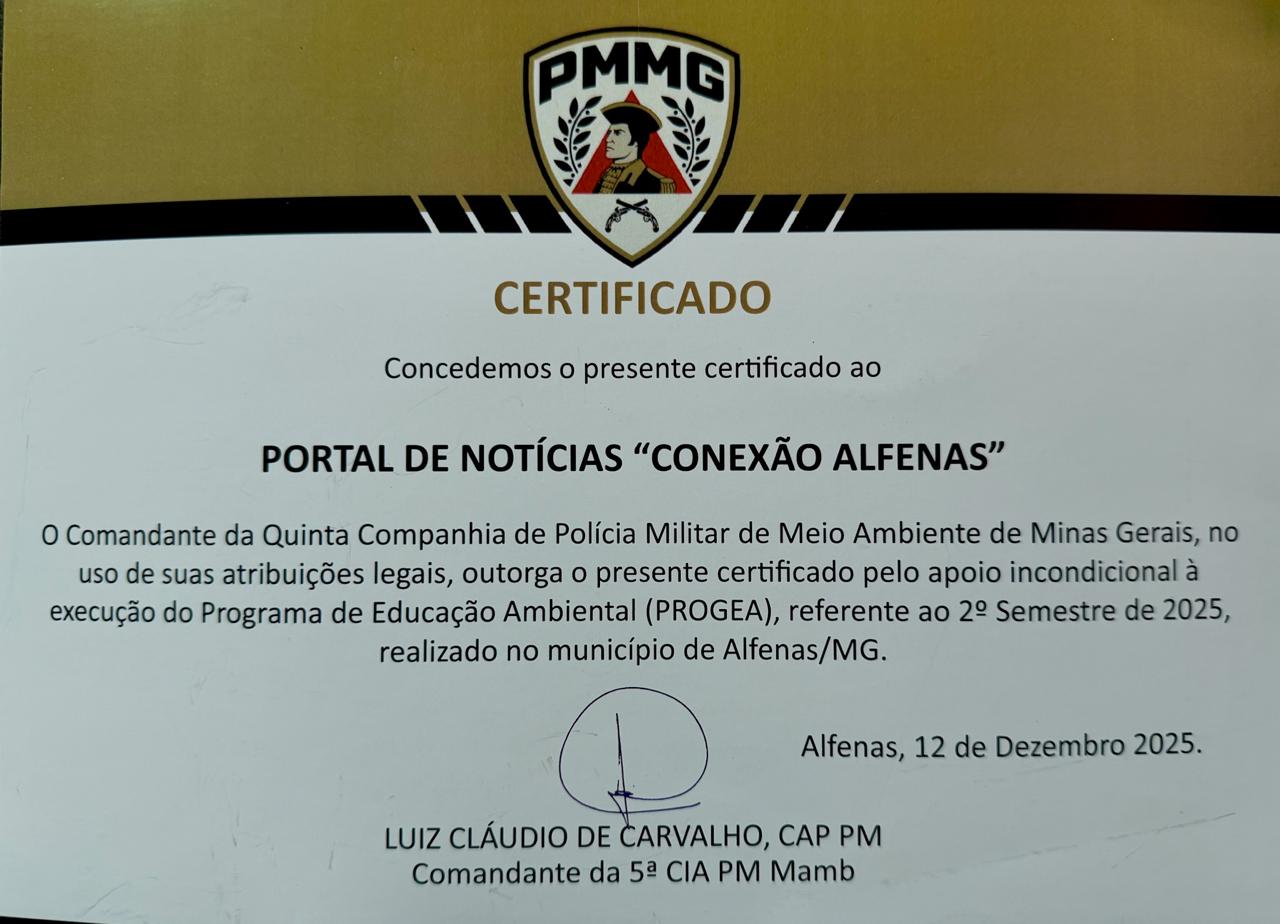 PMMG
CERTIFICADO
Concedemos o presente certificado ao
PORTAL DE NOTÍCIAS “CONEXÃO ALFENAS”
O Comandante da Quinta Companhia de Polícia Militar de Meio Ambiente de Minas Gerais, no
uso de suas atribuições legais, outorga o presente certificado pelo apoio incondicional à
execução do Programa de Educação Ambiental (PROGEA), referente ao 2º Semestre de 2025,
realizado no município de Alfenas/MG.
Alfenas, 12 de Dezembro 2025.
LUIZ CLÁUDIO DE CARVALHO, CAP PM
Comandante da 5ª CIA PM Mamb